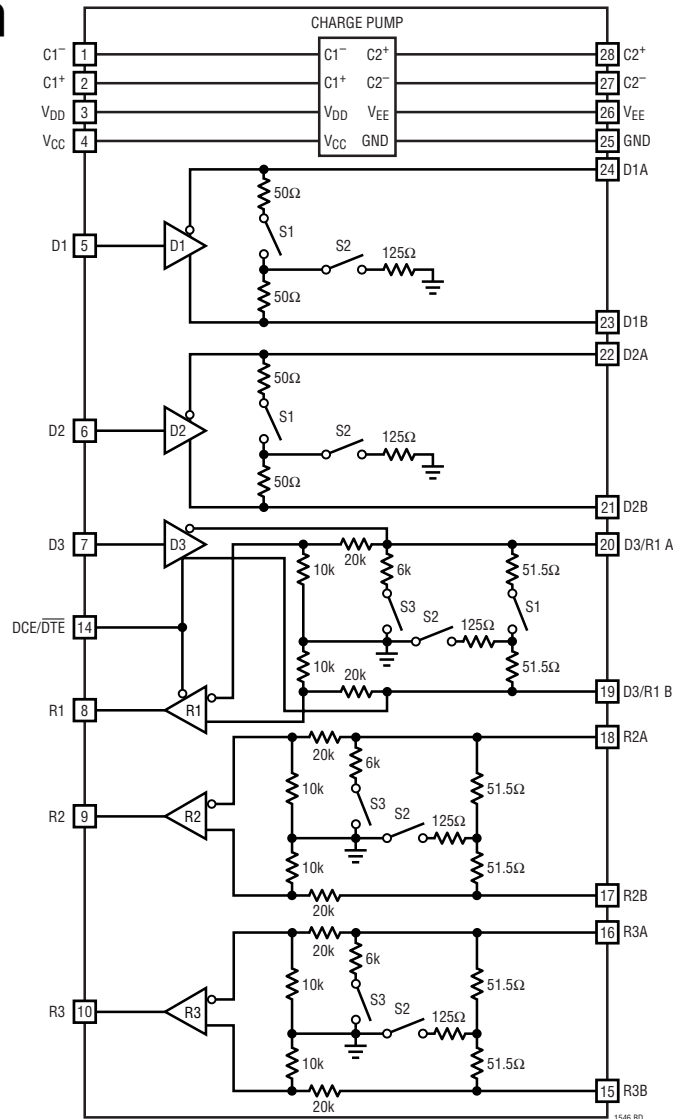 CHARGE PUMP
C1– 1 C1– C2+ 28 C2+
C1+ 2 C1+ C2– 27 C2–
VDD 3 VDD VEE 26 VEE
VCC 4 VCC GND 25 GND
24 D1A
50Ω
S1
D1 5 D1 S2 125Ω
50Ω
23 D1B
22 D2A
50Ω
S1
D2 6 D2 S2 125Ω
50Ω
21 D2B
D3 7 D3 20 D3/R1 A
20k
10k 6k 51.5Ω
S3 S2 S1
DCE/DTE 14 125Ω
10k 51.5Ω
20k
R1 8 R1 19 D3/R1 B
18 R2A
20k
6k
10k 51.5Ω
S3
R2 9 R2 S2 125Ω
10k 51.5Ω
17 R2B
20k
16 R3A
20k
6k
10k 51.5Ω
S3
R3 10 R3 S2 125Ω
10k 51.5Ω
15 R3B
20k
1546 BD